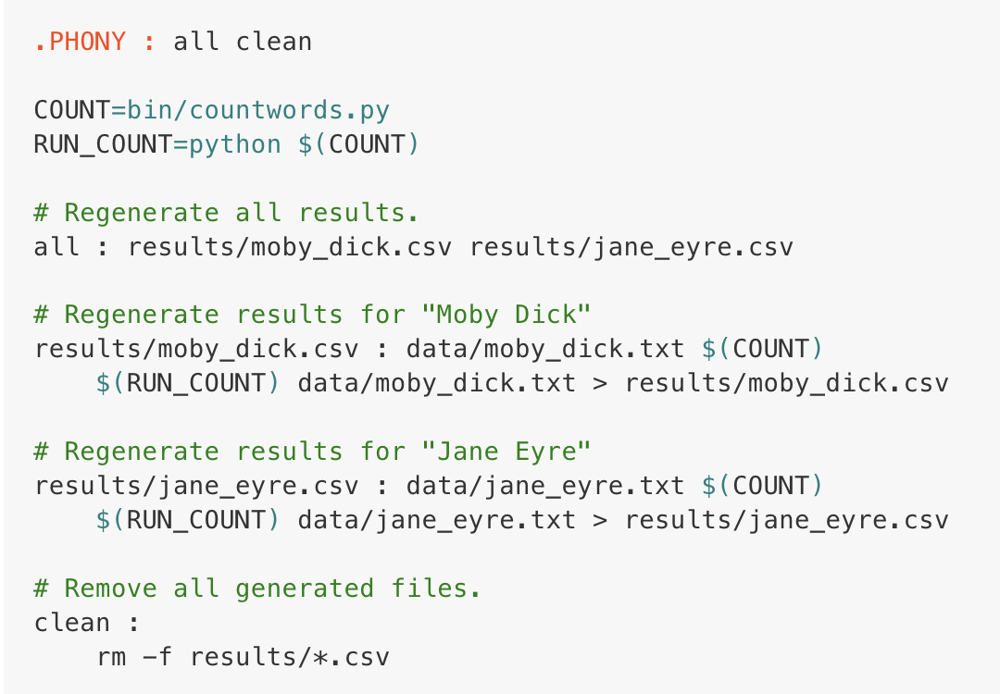 .PHONY : all clean

COUNT=bin/countwords.py
RUN_COUNT=python $(COUNT)

# Regenerate all results.
all : results/moby_dick.csv results/jane_eyre.csv

# Regenerate results for "Moby Dick"
results/moby_dick.csv : data/moby_dick.txt $(COUNT)
    $(RUN_COUNT) data/moby_dick.txt > results/moby_dick.csv

# Regenerate results for "Jane Eyre"
results/jane_eyre.csv : data/jane_eyre.txt $(COUNT)
    $(RUN_COUNT) data/jane_eyre.txt > results/jane_eyre.csv

# Remove all generated files.
clean :
    rm -f results/*.csv